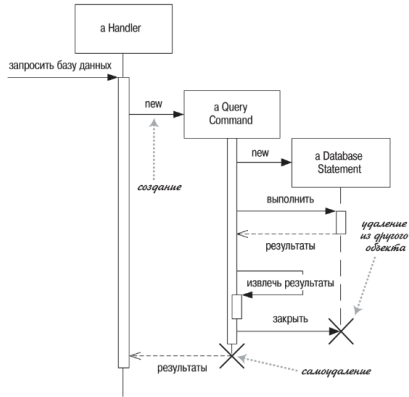 a Handler
запросить базу данных
new
a Query
Command
создание
new
a Database
Statement
выполнить
удаление
из другого
объекта
результаты
извлечь результаты
закрыть
результаты
самоудаление